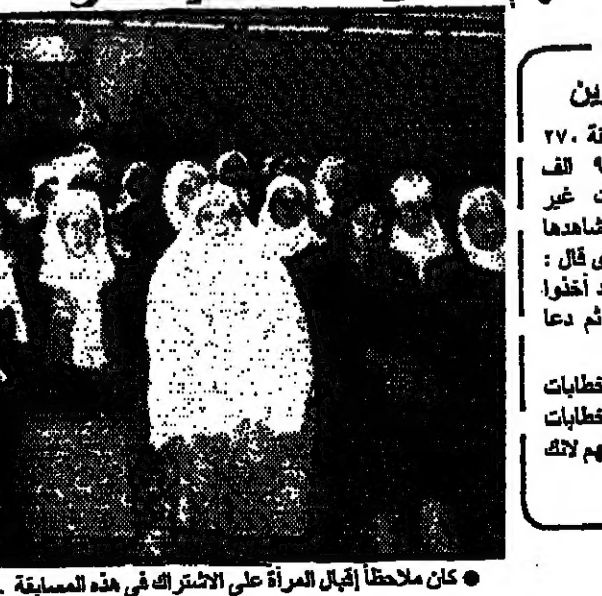 ين
٢٧٠
الف
غير
شاهدها
قال :
أخذوا
ثم دعا
خطابات
خطابات
هم لانك
● كان ملاحظاً إقبال المرأة على الاشتراك في هذه المسابقة .